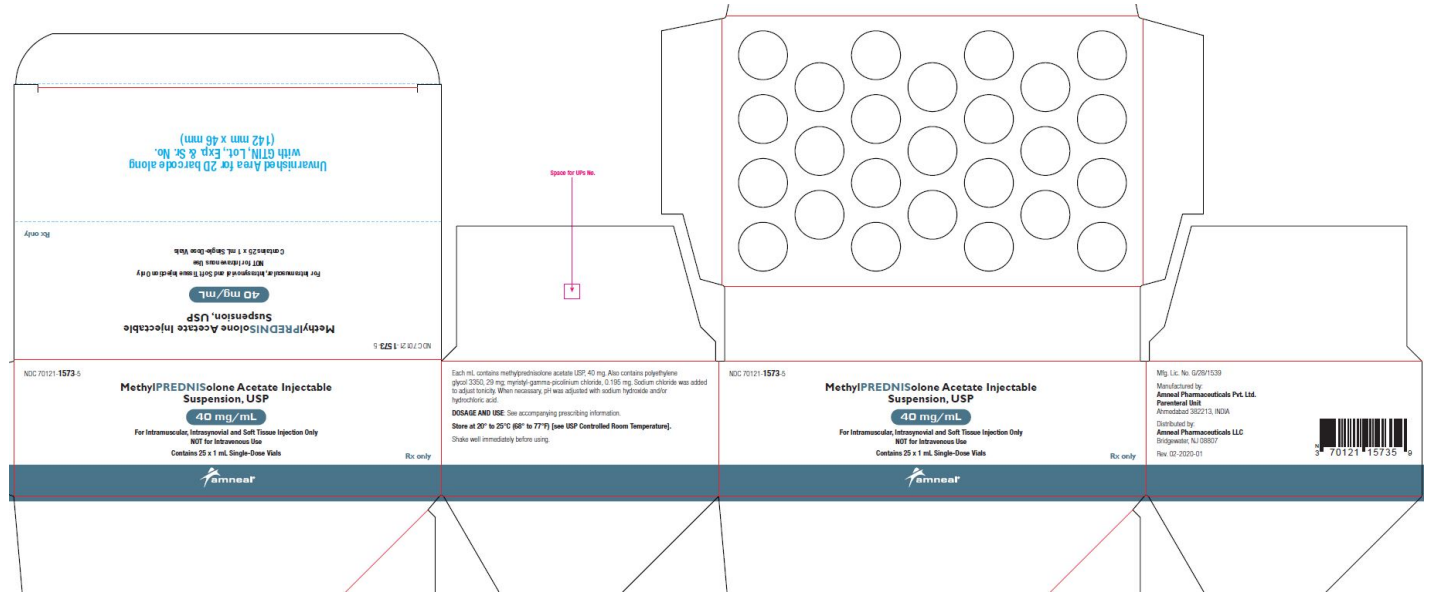 Unvarnished Area for 2D barcode along
with GTIN, Lot., Exp. & Sr. No.
(142 mm x 46 mm)
Rx only
Contains 25 x 1 mL Single-Dose Vials
NOT for Intravenous Use
For Intramuscular, Intrasynovial and Soft Tissue Injection Only
40 mg/mL
Suspension, USP
MethylPREDNISolone Acetate Injectable
NDC 70121-1573-5
Space for UPs No.
NDC 70121-1573-5
MethylPREDNISolone Acetate Injectable
Suspension, USP
40 mg/mL
For Intramuscular, Intrasynovial and Soft Tissue Injection Only
NOT for Intravenous Use
Contains 25 x 1 mL Single-Dose Vials
Rx only
amneal
Each mL contains methylprednisolone acetate USP, 40 mg. Also contains polyethylene
glycol 3350, 29 mg; myristyl-gamma-picolinium chloride, 0.195 mg. Sodium chloride was added
to adjust tonicity. When necessary, pH was adjusted with sodium hydroxide and/or
hydrochloric acid.
DOSAGE AND USE: See accompanying prescribing information.
Store at 20° to 25°C (68° to 77°F) [see USP Controlled Room Temperature].
Shake well immediately before using.
NDC 70121-1573-5
MethylPREDNISolone Acetate Injectable
Suspension, USP
40 mg/mL
For Intramuscular, Intrasynovial and Soft Tissue Injection Only
NOT for Intravenous Use
Contains 25 x 1 mL Single-Dose Vials
Rx only
amneal
Mfg. Lic. No. G/28/1539
Manufactured by:
Amneal Pharmaceuticals Pvt. Ltd.
Parenteral Unit
Ahmedabad 382213, INDIA
Distributed by:
Amneal Pharmaceuticals LLC
Bridgewater, NJ 08807
Rev. 02-2020-01
N
3 70121 15735 9